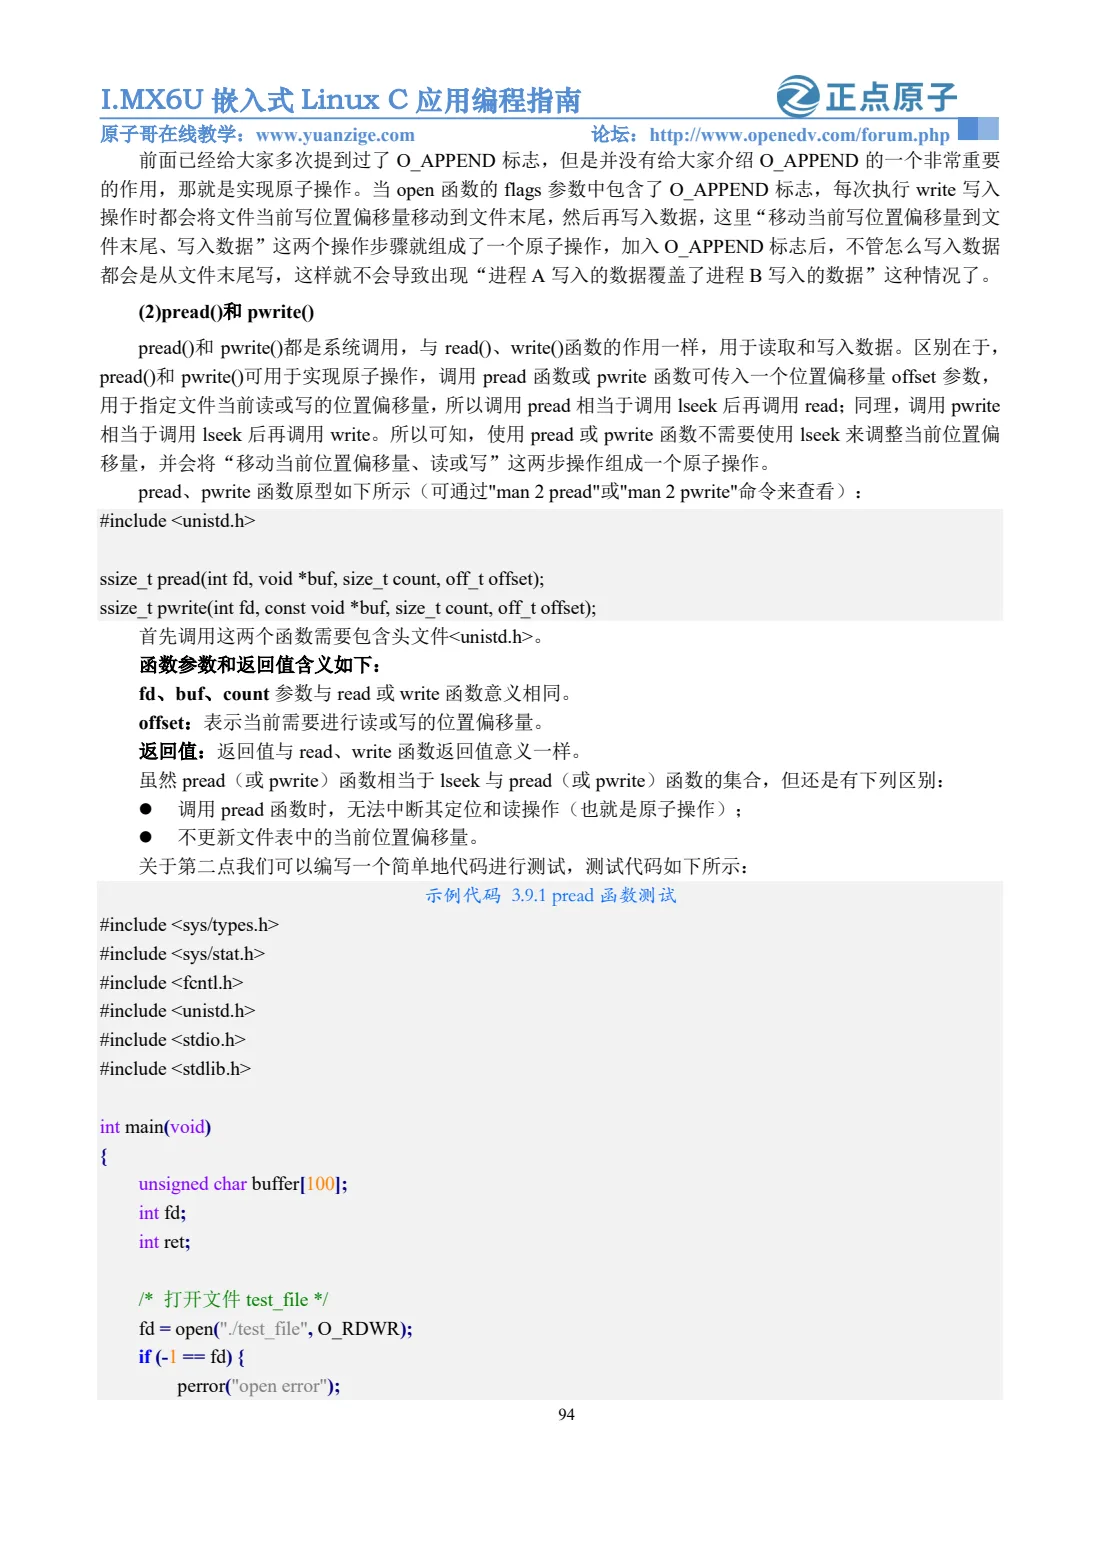 I.MX6U 嵌入式 Linux C 应用编程指南
正点原子
原子哥在线教学：www.yuanzige.com 论坛：http://www.openedv.com/forum.php
前面已经给大家多次提到过了 O_APPEND 标志，但是并没有给大家介绍 O_APPEND 的一个非常重要
的作用，那就是实现原子操作。当 open 函数的 flags 参数中包含了 O_APPEND 标志，每次执行 write 写入
操作时都会将文件当前写位置偏移量移动到文件末尾，然后再写入数据，这里“移动当前写位置偏移量到文
件末尾、写入数据”这两个操作步骤就组成了一个原子操作，加入 O_APPEND 标志后，不管怎么写入数据
都会是从文件末尾写，这样就不会导致出现“进程 A 写入的数据覆盖了进程 B 写入的数据”这种情况了。
(2)pread()和 pwrite()
pread()和 pwrite()都是系统调用，与 read()、write()函数的作用一样，用于读取和写入数据。区别在于，
pread()和 pwrite()可用于实现原子操作，调用 pread 函数或 pwrite 函数可传入一个位置偏移量 offset 参数，
用于指定文件当前读或写的位置偏移量，所以调用 pread 相当于调用 lseek 后再调用 read；同理，调用 pwrite
相当于调用 lseek 后再调用 write。所以可知，使用 pread 或 pwrite 函数不需要使用 lseek 来调整当前位置偏
移量，并会将“移动当前位置偏移量、读或写”这两步操作组成一个原子操作。
pread、pwrite 函数原型如下所示（可通过"man 2 pread"或"man 2 pwrite"命令来查看）：
#include <unistd.h>
ssize_t pread(int fd, void *buf, size_t count, off_t offset);
ssize_t pwrite(int fd, const void *buf, size_t count, off_t offset);
首先调用这两个函数需要包含头文件<unistd.h>。
函数参数和返回值含义如下：
fd、buf、count 参数与 read 或 write 函数意义相同。
offset：表示当前需要进行读或写的位置偏移量。
返回值：返回值与 read、write 函数返回值意义一样。
虽然 pread（或 pwrite）函数相当于 lseek 与 pread（或 pwrite）函数的集合，但还是有下列区别：
● 调用 pread 函数时，无法中断其定位和读操作（也就是原子操作）；
● 不更新文件表中的当前位置偏移量。
关于第二点我们可以编写一个简单地代码进行测试，测试代码如下所示：
示例代码 3.9.1 pread 函数测试
#include <sys/types.h>
#include <sys/stat.h>
#include <fcntl.h>
#include <unistd.h>
#include <stdio.h>
#include <stdlib.h>
int main(void)
{
unsigned char buffer[100];
int fd;
int ret;
/* 打开文件 test_file */
fd = open("./test_file", O_RDWR);
if (-1 == fd) {
perror("open error");
94